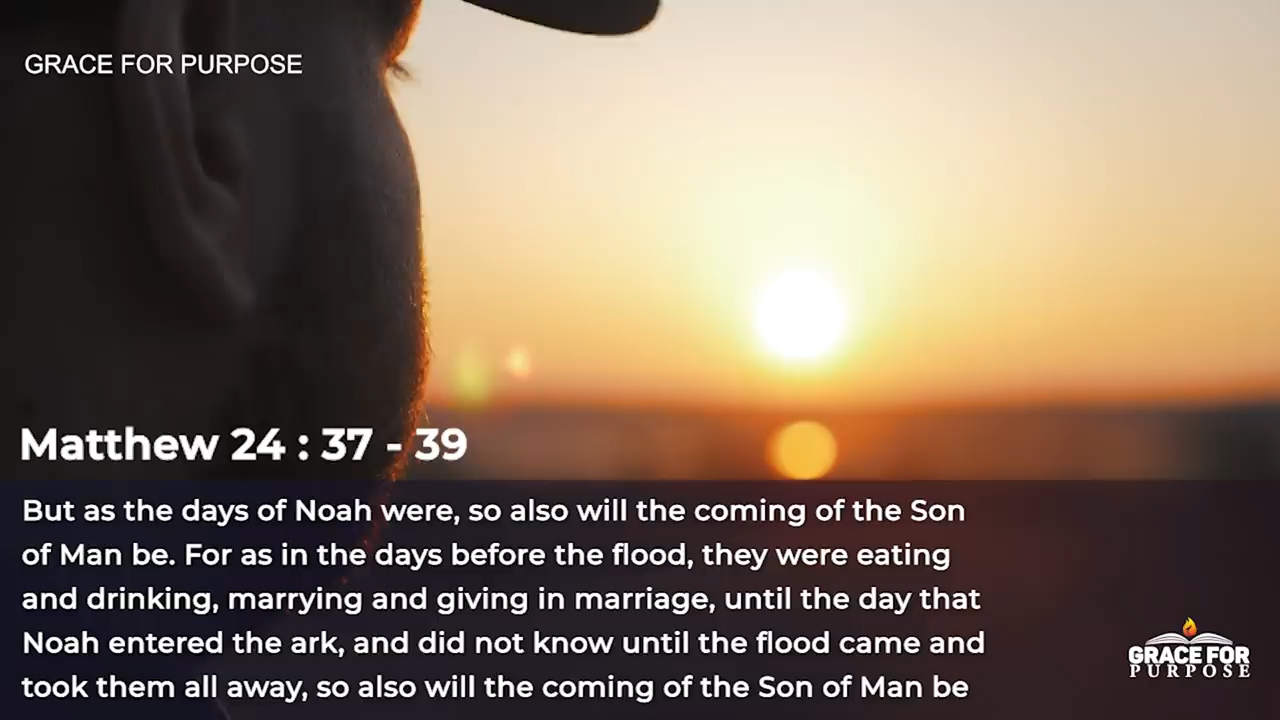 GRACE FOR PURPOSE
Matthew 24 : 37 - 39
But as the days of Noah were, so also will the coming of the Son
of Man be. For as in the days before the flood, they were eating
and drinking, marrying and giving in marriage, until the day that
Noah entered the ark, and did not know until the flood came and
took them all away, so also will the coming of the Son of Man be
GRACE FOR
PURPOSE